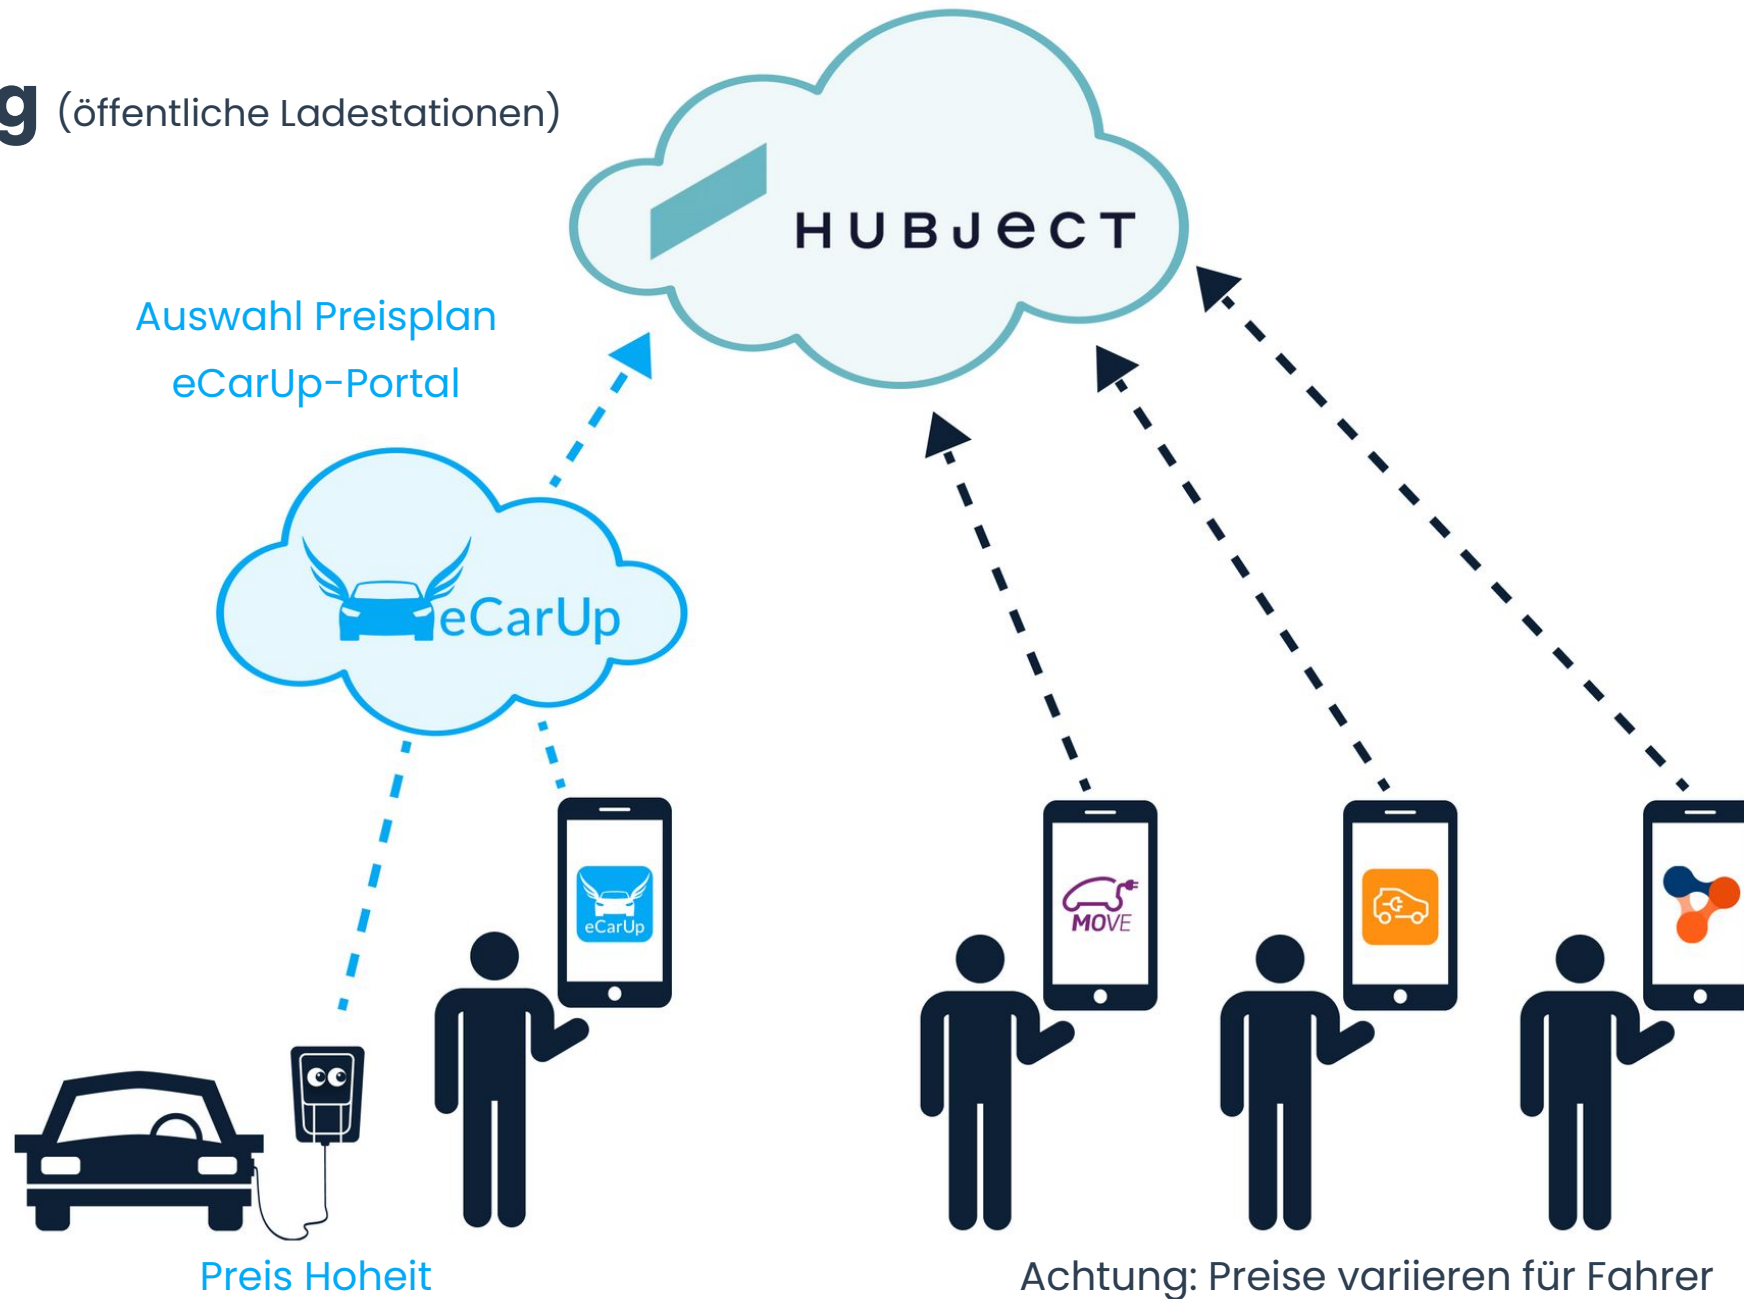 g (öffentliche Ladestationen)
HUBJECT
Auswahl Preisplan
eCarUp-Portal
eCarUp
eCarUp
MOVE
Preis Hoheit
Achtung: Preise variieren für Fahrer